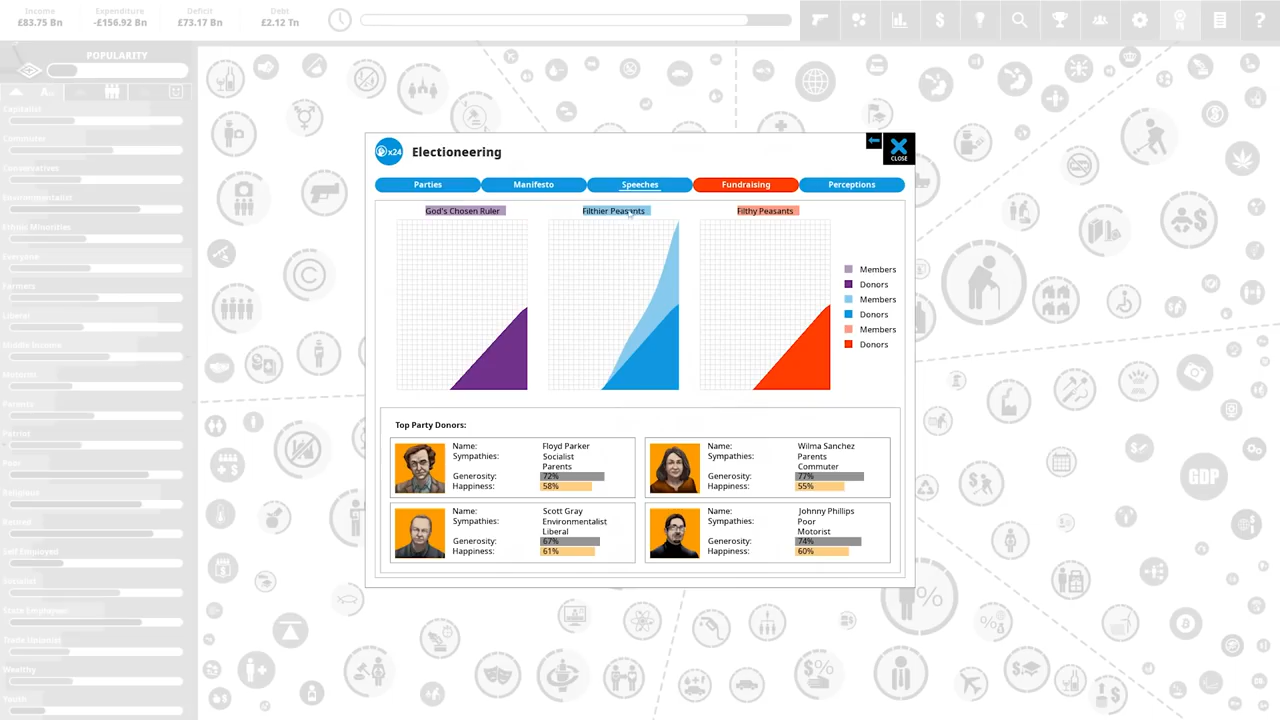 Income Expenditure Deficit Debt
£83.75 Bn -£156.92 Bn £73.17 Bn £2.12 Tn
POPULARITY
Capitalist
Commuter
Conservatives
Environmentalist
Ethnic Minorities
Everyone
Farmers
Liberal
Middle Income
Motorist
Parents
Patriot
Poor
Religious
Retired
Self Employed
Socialist
State Employees
Trade Unionist
Wealthy
Youth
x24 Electioneering
CLOSE
Parties Manifesto Speeches Fundraising Perceptions
God's Chosen Ruler Filthier Peasants Filthy Peasants
Members
Donors
Members
Donors
Members
Donors
Top Party Donors:
Name: Floyd Parker
Sympathies: Socialist
Parents
Generosity: 72%
Happiness: 58%
Name: Wilma Sanchez
Sympathies: Parents
Commuter
Generosity: 77%
Happiness: 55%
Name: Scott Gray
Sympathies: Environmentalist
Liberal
Generosity: 67%
Happiness: 61%
Name: Johnny Phillips
Sympathies: Poor
Motorist
Generosity: 74%
Happiness: 60%
GDP